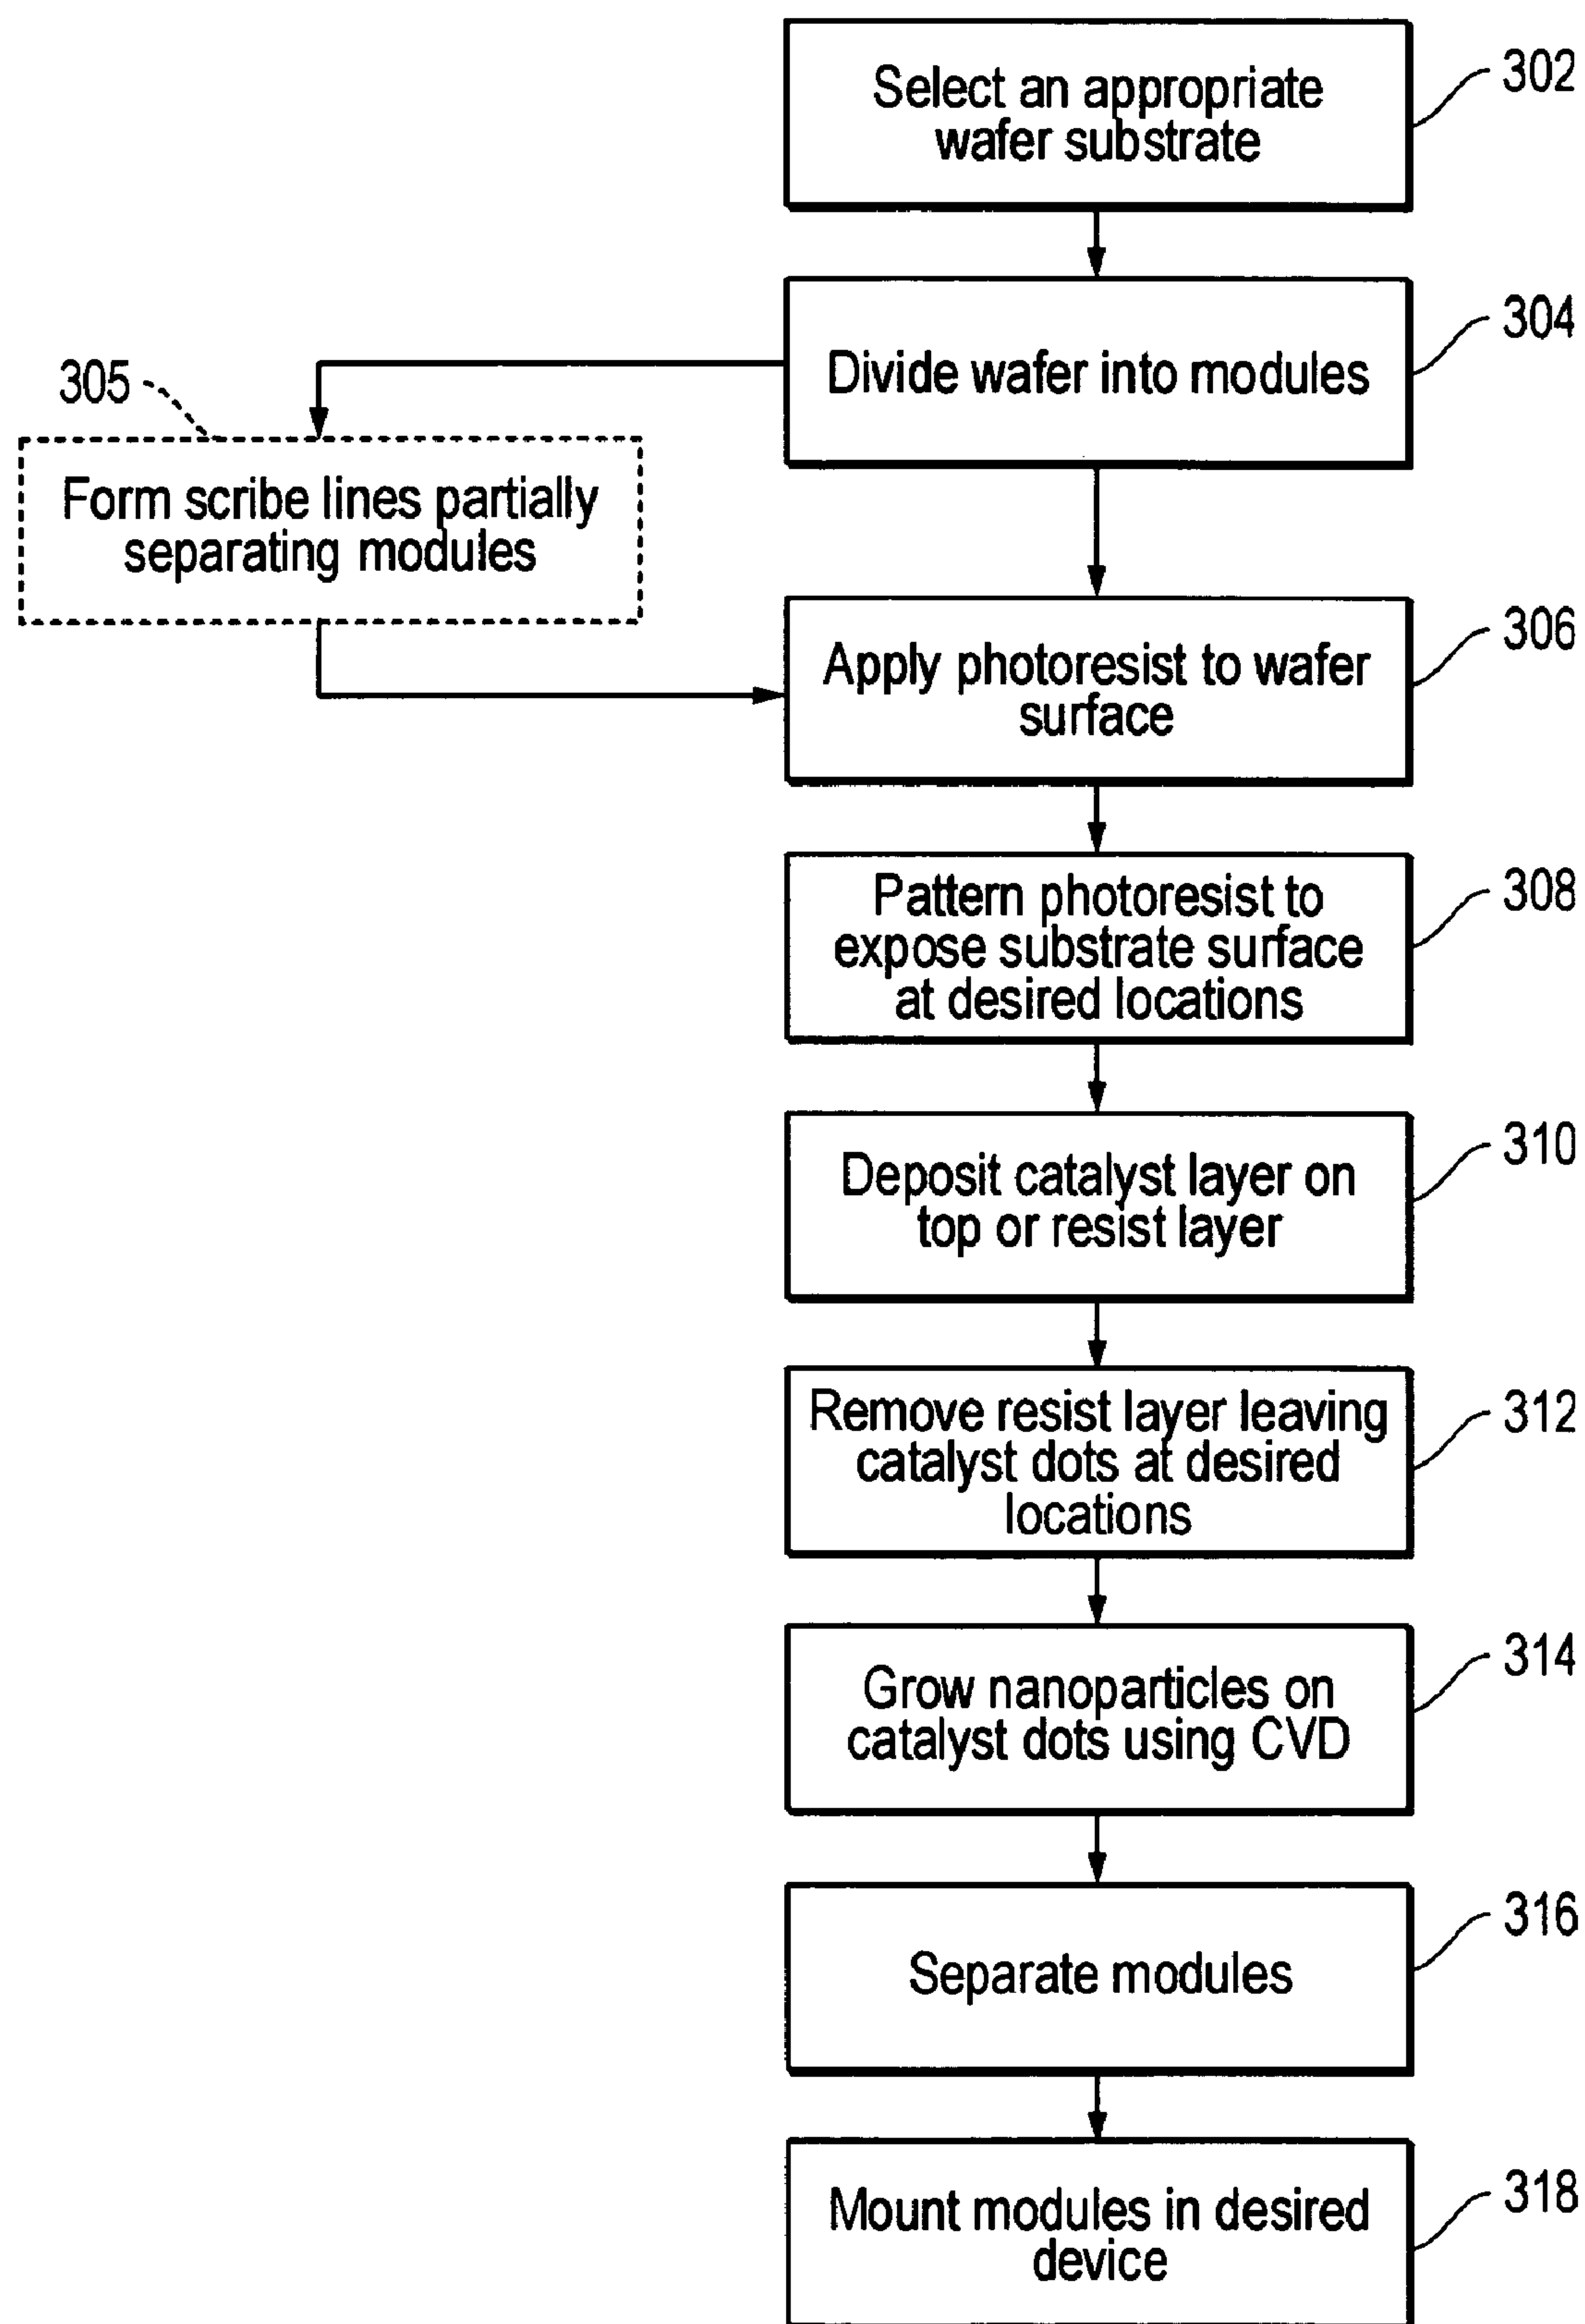 Select an appropriate
wafer substrate
302
Divide wafer into modules
304
305
Form scribe lines partially
separating modules
Apply photoresist to wafer
surface
306
Pattern photoresist to
expose substrate surface
at desired locations
308
Deposit catalyst layer on
top or resist layer
310
Remove resist layer leaving
catalyst dots at desired
locations
312
Grow nanoparticles on
catalyst dots using CVD
314
Separate modules
316
Mount modules in desired
device
318